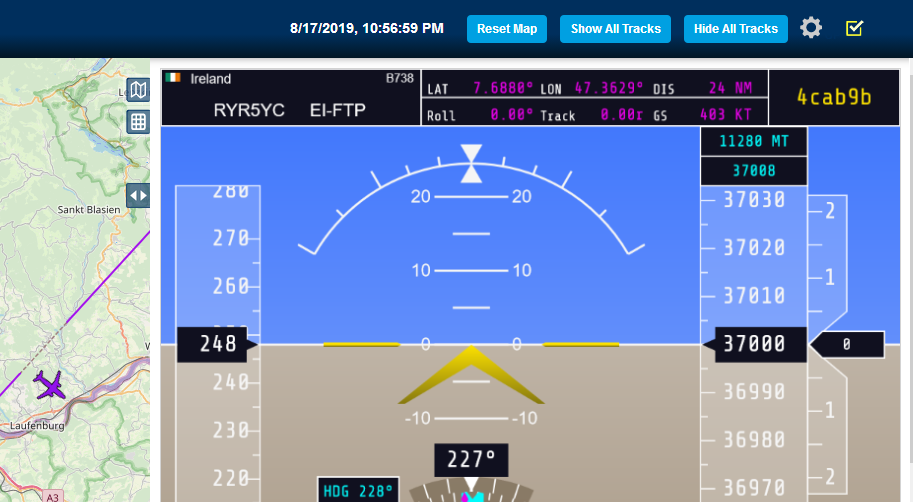 8/17/2019, 10:56:59 PM Reset Map Show All Tracks Hide All Tracks
Ireland B738
RYR5YC EI-FTP
LAT 7.6880° LON 47.3629° DIS 24 NM
Roll 0.00° Track 0.00r GS 403 KT
4cab9b
11280 MT
37008
Sankt Blasien
Laufenburg
A3
280
270
260
248
240
230
220
20 20
10 10
0 0
-10 -10
227°
HDG 228°
37030
37020
37010
37000
36990
36980
36970
2
1
0
1
2